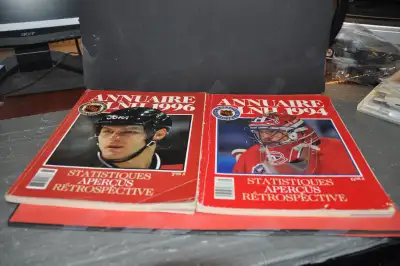 ANNUAIRE
LNH 1996
STATISTIQUES
APERÇUS
RÉTROSPECTIVE
ANNUAIRE
LNH 1994
STATISTIQUES
APERÇUS
RÉTROSPECTIVE